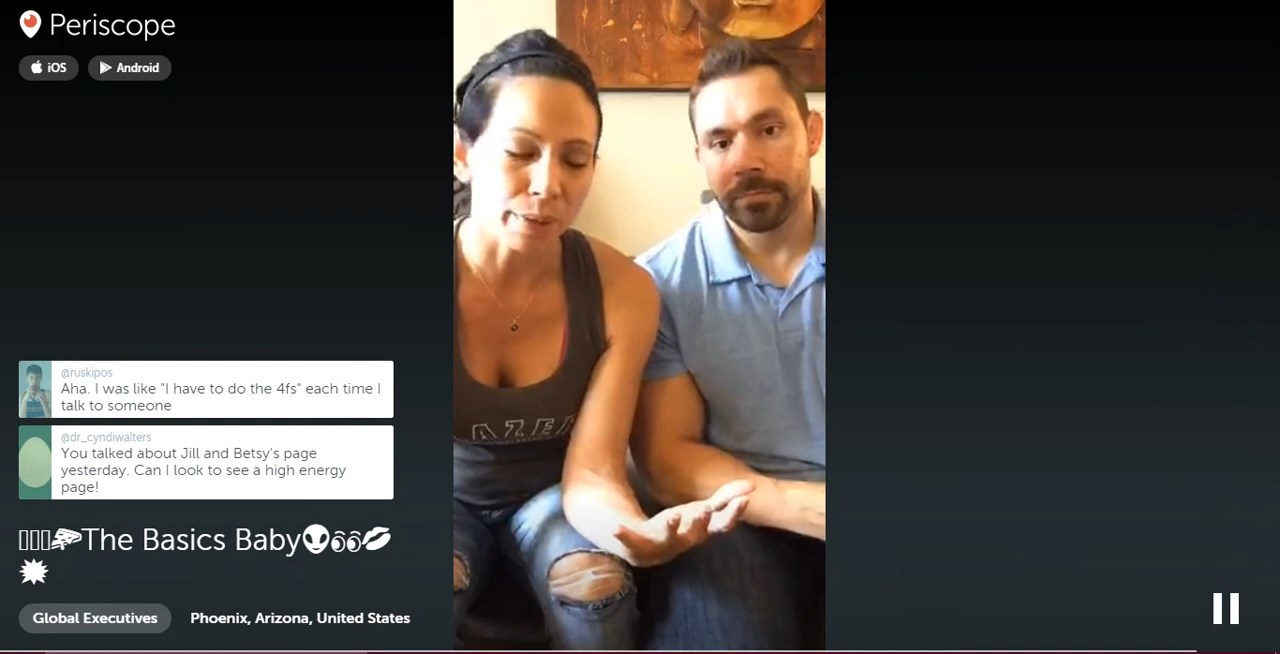 Periscope
iOS
Android
@ruskipos
Aha. I was like "I have to do the 4fs" each time I
talk to someone
@dr_cyndiwalters
You talked about Jill and Betsy's page
yesterday. Can I look to see a high energy
page!
AZER
The Basics Baby👽👀💋
Global Executives
Phoenix, Arizona, United States